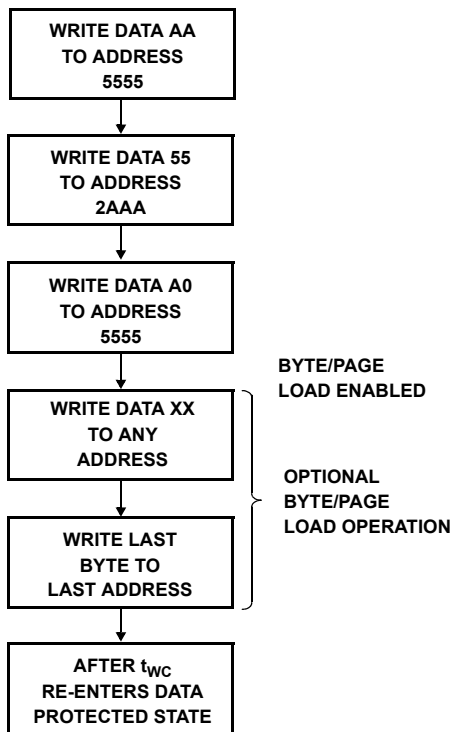 WRITE DATA AA
TO ADDRESS
5555
WRITE DATA 55
TO ADDRESS
2AAA
WRITE DATA A0
TO ADDRESS
5555
BYTE/PAGE
LOAD ENABLED
WRITE DATA XX
TO ANY
ADDRESS
OPTIONAL
BYTE/PAGE
LOAD OPERATION
WRITE LAST
BYTE TO
LAST ADDRESS
AFTER tWC
RE-ENTERS DATA
PROTECTED STATE